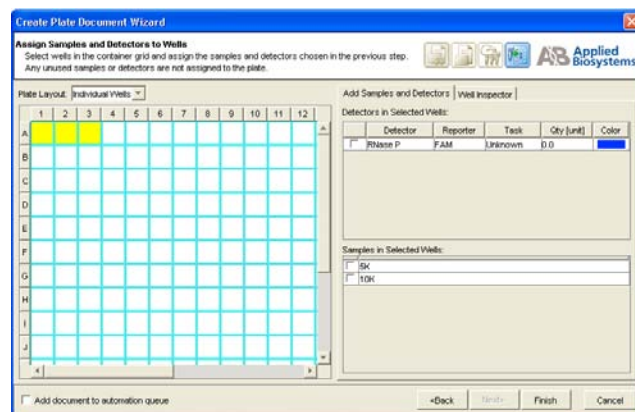 Create Plate Document Wizard
Assign Samples and Detectors to Wells
Select wells in the container grid and assign the samples and detectors chosen in the previous step.
Any unused samples or detectors are not assigned to the plate.
AB Applied
Biosystems
Plate Layout: Individual Wells
Add Samples and Detectors Well Inspector
Detectors in Selected Wells:
1 2 3 4 5 6 7 8 9 10 11 12
Detector Reporter Task Qty [unit] Color
A
RNase P FAM Unknown 0.0
B
C
D
E
F
Samples in Selected Wells:
5K
G
10K
H
I
J
Add document to automation queue
<Back Next> Finish Cancel